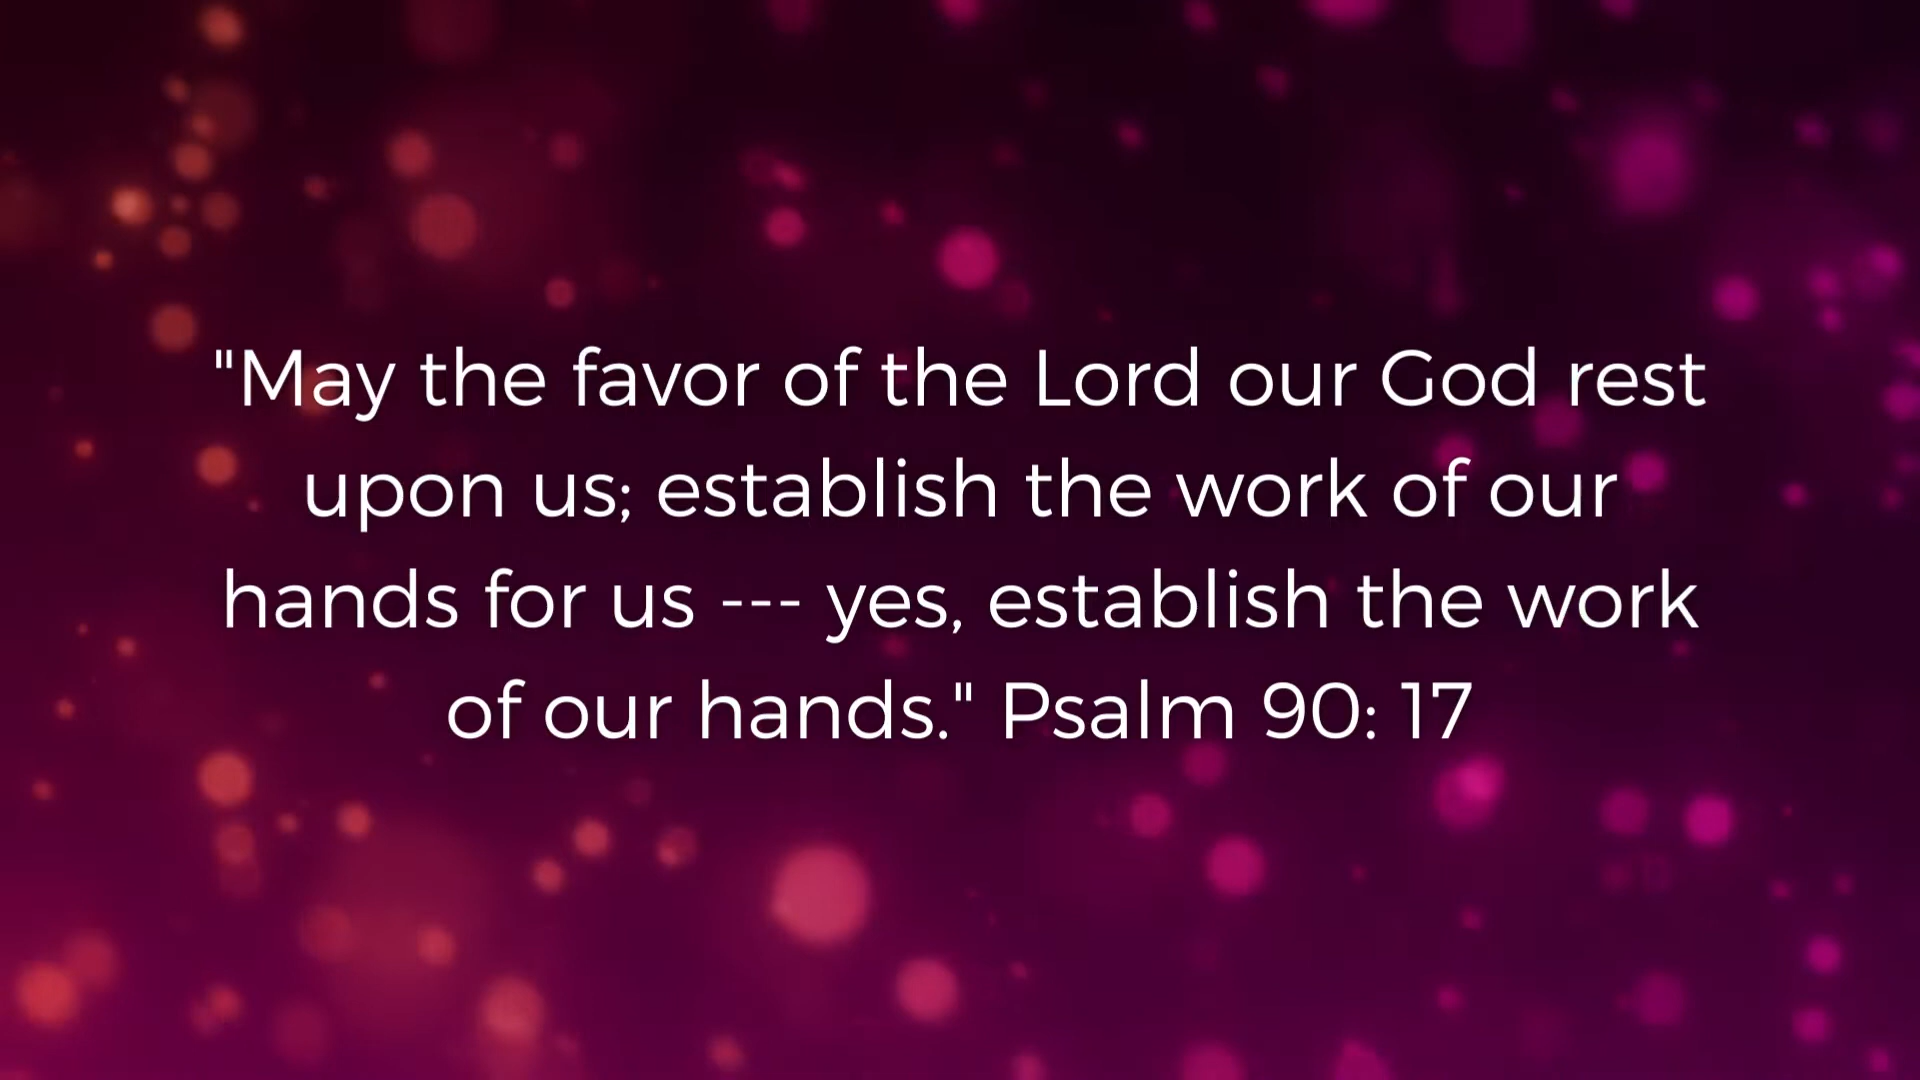 "May the favor of the Lord our God rest
upon us; establish the work of our
hands for us --- yes, establish the work
of our hands." Psalm 90: 17